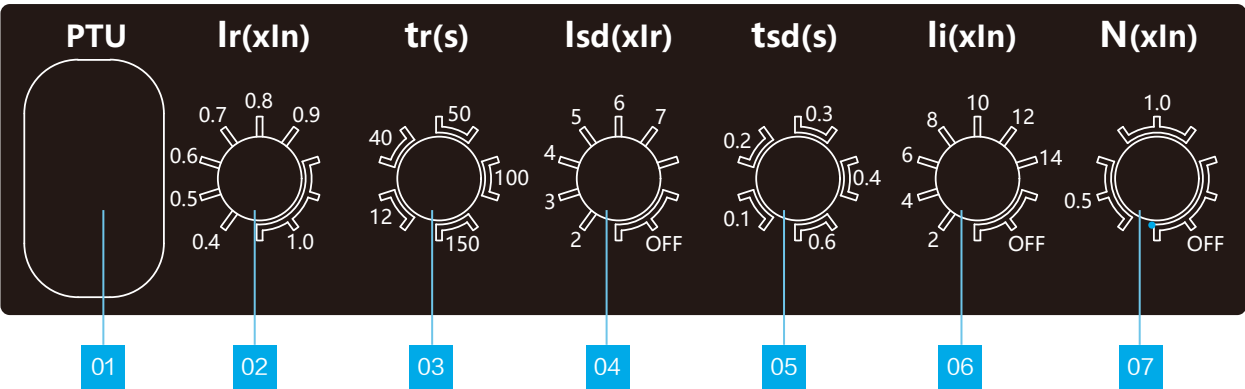 PTU Ir(xIn) tr(s) Isd(xIr) tsd(s) Ii(xIn) N(xIn)
0.4 0.5 0.6 0.7 0.8 0.9 1.0
12 40 50 100 150
2 3 4 5 6 7 OFF
0.1 0.2 0.3 0.4 0.6
2 4 6 8 10 12 14 OFF
0.5 1.0 OFF
01 02 03 04 05 06 07